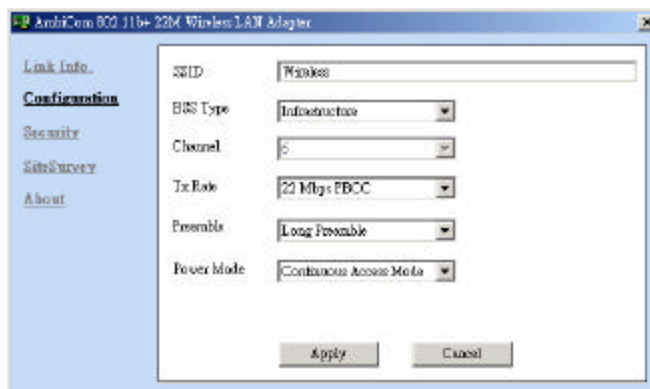 AmbiCom 802.11b+ 22M Wireless LAN Adapter
Link Info.
Configuration
Security
SiteSurvey
About
SSID Wireless
BSS Type Infrastructure
Channel 6
Tx Rate 22 Mbps PBCC
Preamble Long Preamble
Power Mode Continuous Access Mode
Apply Cancel